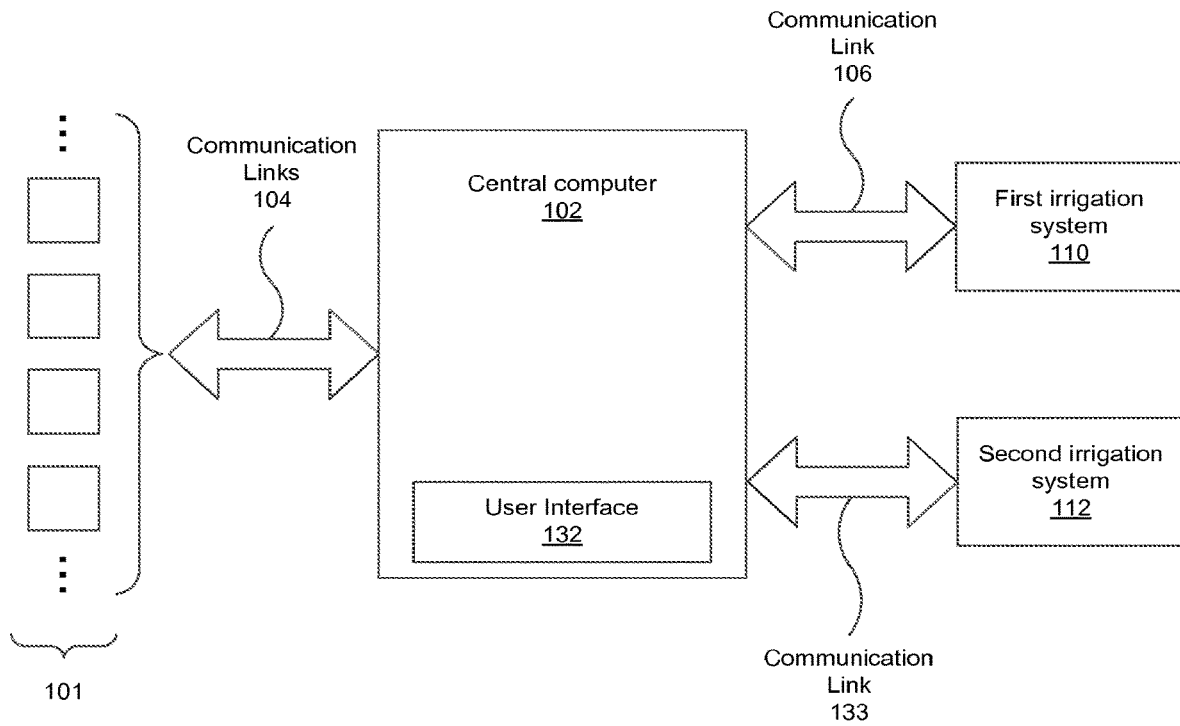 Communication
Link
106
Communication
Links
104
Central computer
102
First irrigation
system
110
User Interface
132
Second irrigation
system
112
Communication
Link
133
101